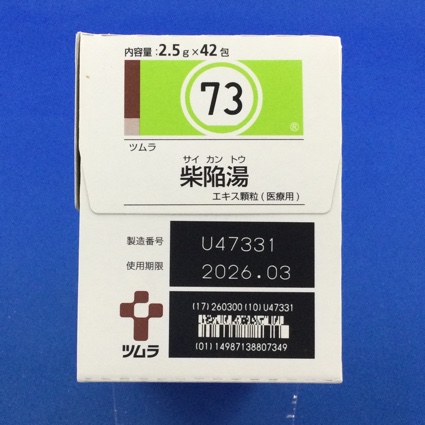 内容量:2.5g×42包
73
®
ツムラ
サイ カン トウ
柴陥湯
エキス顆粒(医療用)
製造番号 U47331
使用期限 2026.03
(17)260300(10)U47331
(01)14987138807349
ツムラ